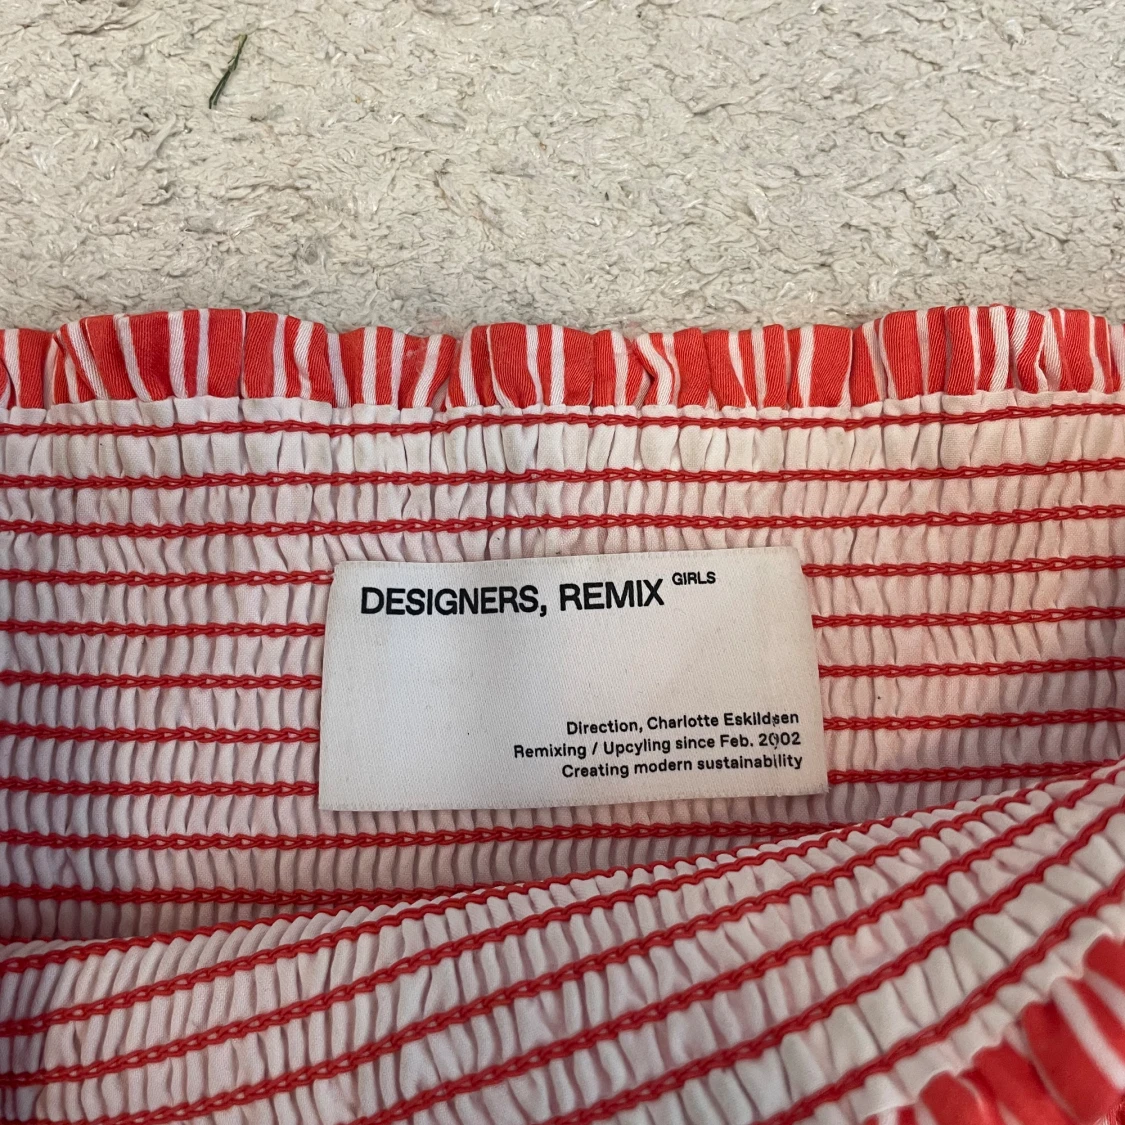 DESIGNERS, REMIX GIRLS
Direction, Charlotte Eskildsen
Remixing / Upcyling since Feb. 2002
Creating modern sustainability